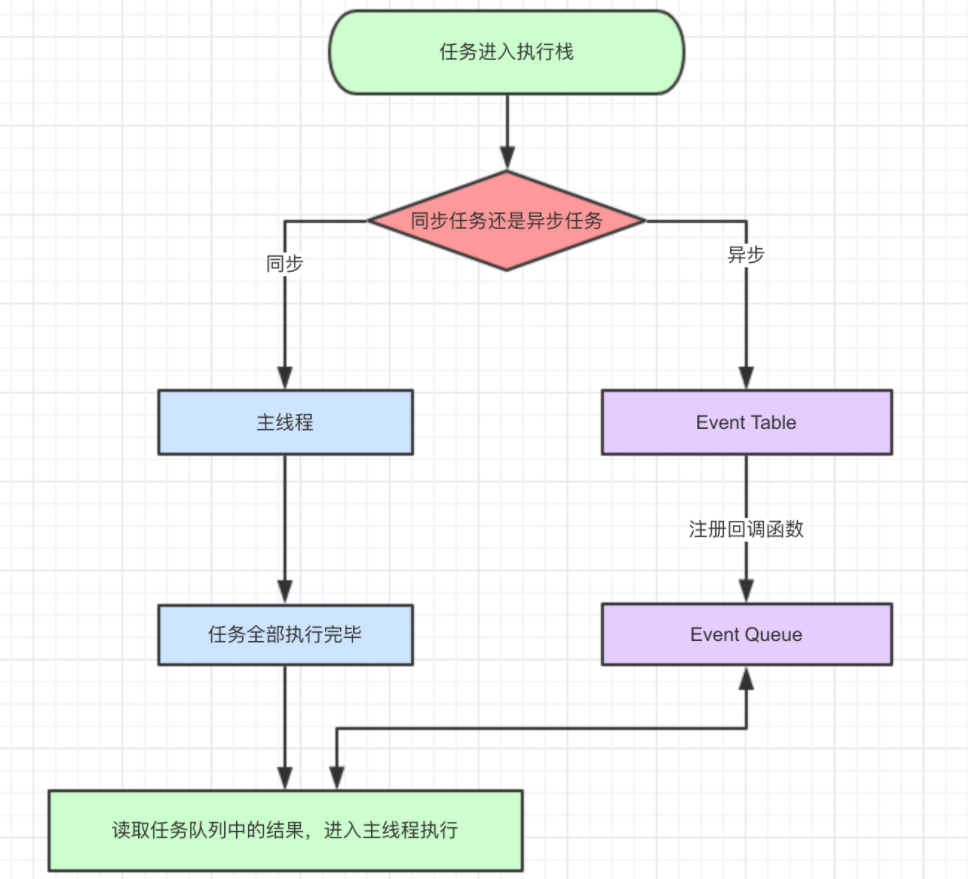 任务进入执行栈
同步任务还是异步任务
同步
异步
主线程
Event Table
注册回调函数
任务全部执行完毕
Event Queue
读取任务队列中的结果，进入主线程执行